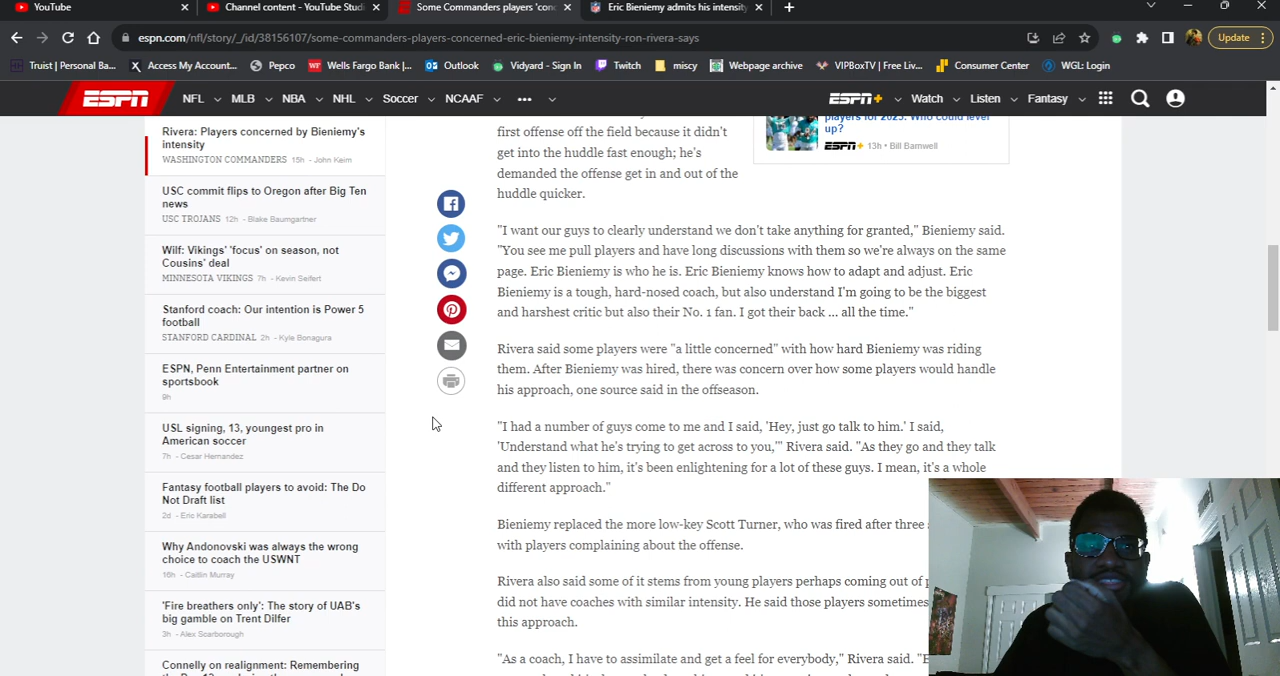 YouTube
Channel content - YouTube Studi
Some Commanders players 'conc
Eric Bieniemy admits his intensity
espn.com/nfl/story/_/id/38156107/some-commanders-players-concerned-eric-bieniemy-intensity-ron-rivera-says
Update
Truist | Personal Ba... Access My Account... Pepco Wells Fargo Bank |... Outlook Vidyard - Sign In Twitch miscy Webpage archive VIPBoxTV | Free Liv... Consumer Center WGL: Login
ESPN NFL MLB NBA NHL Soccer NCAAF ••• ESPN+ Watch Listen Fantasy
Rivera: Players concerned by Bieniemy's
intensity
WASHINGTON COMMANDERS 15h - John Keim
USC commit flips to Oregon after Big Ten
news
USC TROJANS 12h - Blake Baumgartner
Wilf: Vikings' 'focus' on season, not
Cousins' deal
MINNESOTA VIKINGS 7h - Kevin Seifert
Stanford coach: Our intention is Power 5
football
STANFORD CARDINAL 2h - Kyle Bonagura
ESPN, Penn Entertainment partner on
sportsbook
9h
USL signing, 13, youngest pro in
American soccer
7h - Cesar Hernandez
Fantasy football players to avoid: The Do
Not Draft list
2d - Eric Karabell
Why Andonovski was always the wrong
choice to coach the USWNT
16h - Caitlin Murray
'Fire breathers only': The story of UAB's
big gamble on Trent Dilfer
3h - Alex Scarborough
Connelly on realignment: Remembering
first offense off the field because it didn't
get into the huddle fast enough; he's
demanded the offense get in and out of the
huddle quicker.
players for 2023: Who could level
up?
ESPN+ 13h • Bill Barnwell
"I want our guys to clearly understand we don't take anything for granted," Bieniemy said.
"You see me pull players and have long discussions with them so we're always on the same
page. Eric Bieniemy is who he is. Eric Bieniemy knows how to adapt and adjust. Eric
Bieniemy is a tough, hard-nosed coach, but also understand I'm going to be the biggest
and harshest critic but also their No. 1 fan. I got their back ... all the time."
Rivera said some players were "a little concerned" with how hard Bieniemy was riding
them. After Bieniemy was hired, there was concern over how some players would handle
his approach, one source said in the offseason.
"I had a number of guys come to me and I said, 'Hey, just go talk to him.' I said,
'Understand what he's trying to get across to you,'" Rivera said. "As they go and they talk
and they listen to him, it's been enlightening for a lot of these guys. I mean, it's a whole
different approach."
Bieniemy replaced the more low-key Scott Turner, who was fired after three
with players complaining about the offense.
Rivera also said some of it stems from young players perhaps coming out of
did not have coaches with similar intensity. He said those players sometimes
this approach.
"As a coach, I have to assimilate and get a feel for everybody," Rivera said.